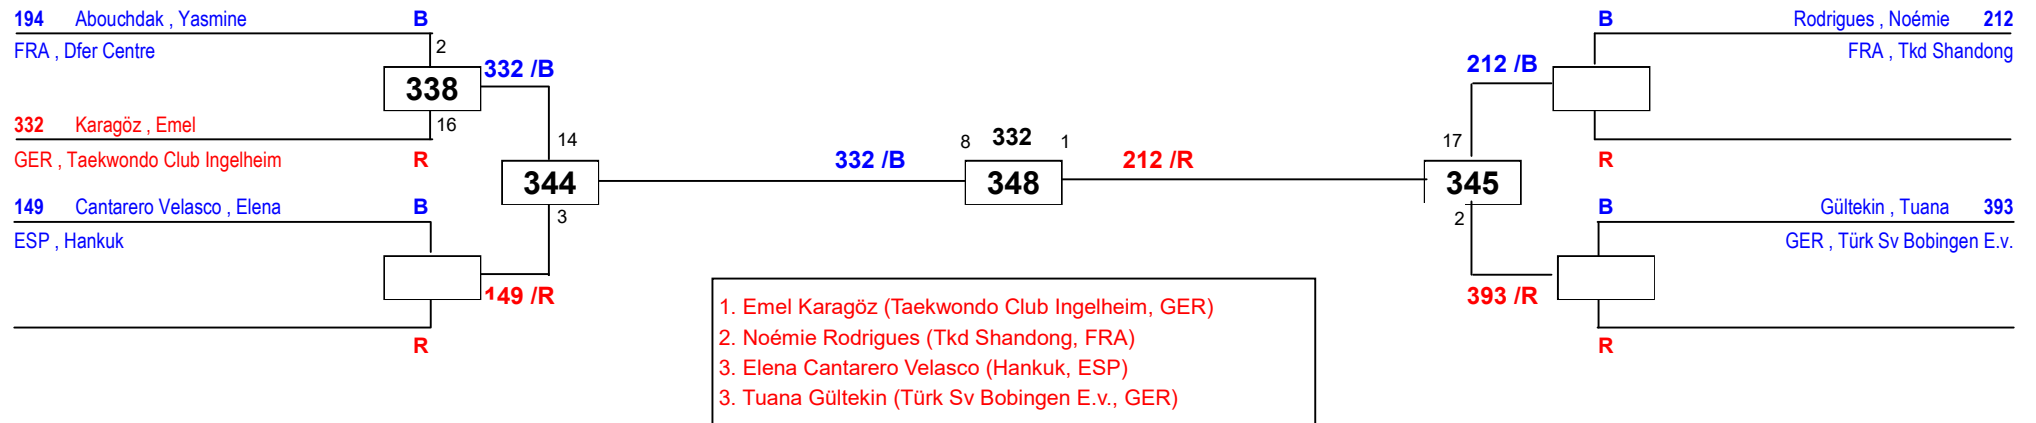 194 Abouchdak , Yasmine B
FRA , Dfer Centre
2
338
332 /B
332 Karagöz , Emel
16
GER , Taekwondo Club Ingelheim R
14
344
3
149 Cantarero Velasco , Elena B
ESP , Hankuk
149 /R
R
332 /B
8 332 1
348
212 /R
B Rodrigues , Noémie 212
FRA , Tkd Shandong
212 /B
R
17
345
2
B Gültekin , Tuana 393
GER , Türk Sv Bobingen E.v.
393 /R
R
1. Emel Karagöz (Taekwondo Club Ingelheim, GER)
2. Noémie Rodrigues (Tkd Shandong, FRA)
3. Elena Cantarero Velasco (Hankuk, ESP)
3. Tuana Gültekin (Türk Sv Bobingen E.v., GER)